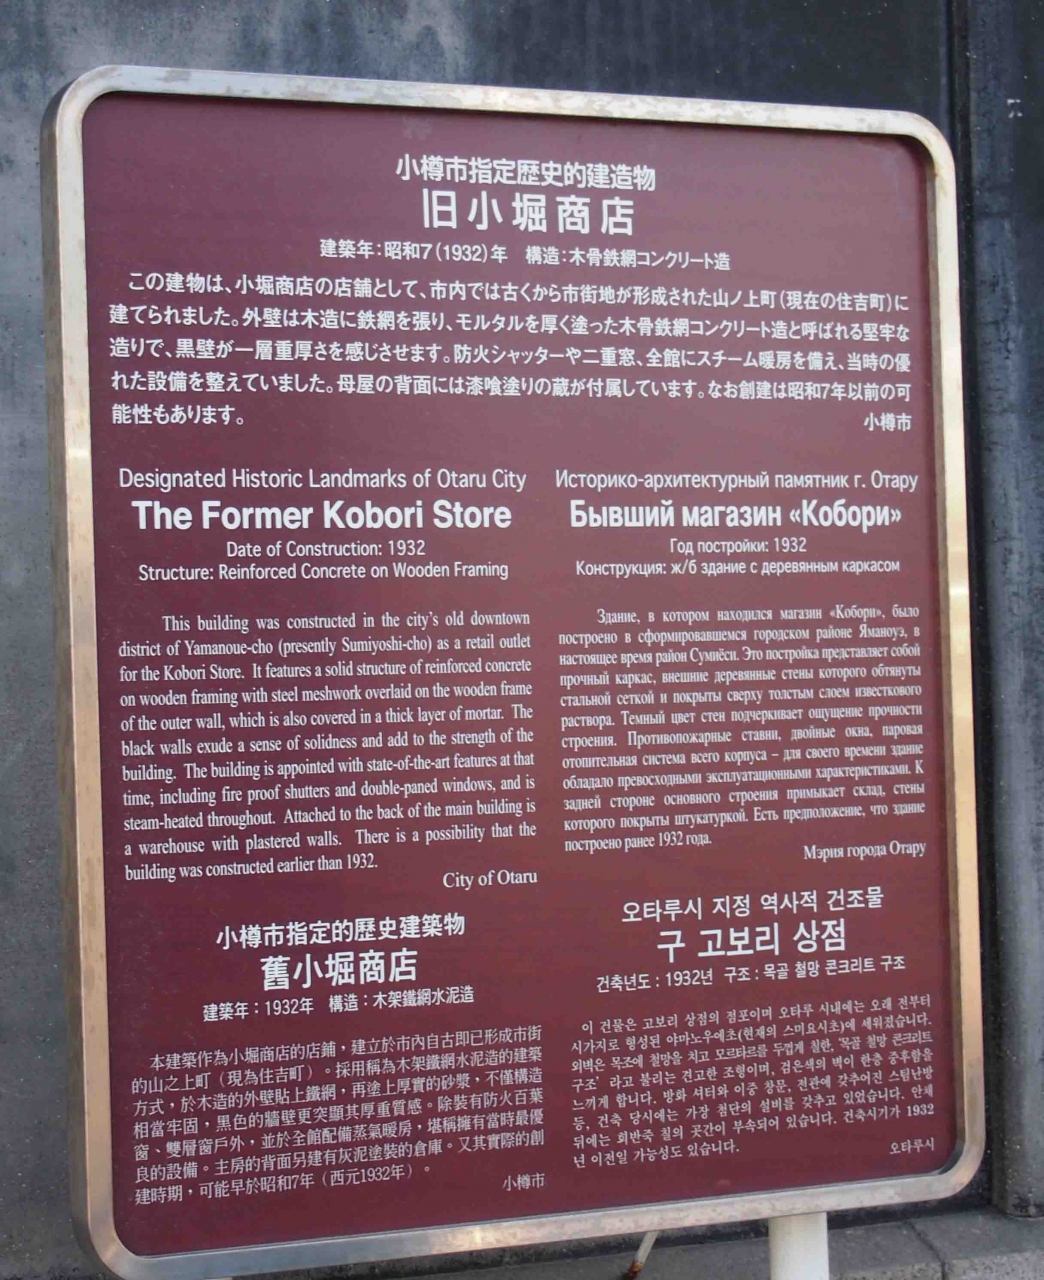 小樽市指定歴史的建造物
旧小堀商店
建築年:昭和7(1932)年　構造:木骨鉄網コンクリート造
この建物は、小堀商店の店舗として、市内では古くから市街地が形成された山ノ上町(現在の住吉町)に
建てられました。外壁は木造に鉄網を張り、モルタルを厚く塗った木骨鉄網コンクリート造と呼ばれる堅牢な
造りで、黒壁が一層重厚さを感じさせます。防火シャッターや二重窓、全館にスチーム暖房を備え、当時の優
れた設備を整えていました。母屋の背面には漆喰塗りの蔵が付属しています。なお創建は昭和7年以前の可
能性もあります。
小樽市
Designated Historic Landmarks of Otaru City
The Former Kobori Store
Date of Construction: 1932
Structure: Reinforced Concrete on Wooden Framing
This building was constructed in the city's old downtown
district of Yamanoue-cho (presently Sumiyoshi-cho) as a retail outlet
for the Kobori Store. It features a solid structure of reinforced concrete
on wooden framing with steel meshwork overlaid on the wooden frame
of the outer wall, which is also covered in a thick layer of mortar. The
black walls exude a sense of solidness and add to the strength of the
building. The building is appointed with state-of-the-art features at that
time, including fire proof shutters and double-paned windows, and is
steam-heated throughout. Attached to the back of the main building is
a warehouse with plastered walls. There is a possibility that the
building was constructed earlier than 1932.
City of Otaru
Историко-архитектурный памятник г. Отару
Бывший магазин «Кобори»
Год постройки: 1932
Конструкция: ж/б здание с деревянным каркасом
Здание, в котором находился магазин «Кобори», было
построено в сформировавшемся городском районе Яманоуэ, в
настоящее время район Сумиёси. Это постройка представляет собой
прочный каркас, внешние деревянные стены которого обтянуты
стальной сеткой и покрыты сверху толстым слоем известкового
раствора. Темный цвет стен подчеркивает ощущение прочности
строения. Противопожарные ставни, двойные окна, паровая
отопительная система всего корпуса – для своего времени здание
обладало превосходными эксплуатационными характеристиками. К
задней стороне основного строения примыкает склад, стены
которого покрыты штукатуркой. Есть предположение, что здание
построено ранее 1932 года.
Мэрия города Отару
小樽市指定的歷史建築物
舊小堀商店
建築年：1932年　構造：木架鐵網水泥造
本建築作為小堀商店的店鋪，建立於市內自古即已形成市街
的山之上町（現為住吉町）。採用稱為木架鐵網水泥造的建築
方式，於木造的外壁貼上鐵網，再塗上厚實的砂漿，不僅構造
相當牢固，黑色的牆壁更突顯其厚重質感。除裝有防火百葉
窗、雙層窗戶外，並於全館配備蒸氣暖房，堪稱擁有當時最優
良的設備。主房的背面另建有灰泥塗裝的倉庫。又其實際的創
建時期，可能早於昭和7年（西元1932年）。
小樽市
오타루시 지정 역사적 건조물
구 고보리 상점
건축년도 : 1932년　구조 : 목골 철망 콘크리트 구조
이 건물은 고보리 상점의 점포이며 오타루 시내에는 오래 전부터
시가지로 형성된 야마노우에초(현재의 스미요시초)에 세워졌습니다.
외벽은 목조에 철망을 치고 모르타르를 두껍게 칠한, '목골 철망 콘크리트
구조' 라고 불리는 견고한 조형이며, 검은색의 벽이 한층 중후함을
느끼게 합니다. 방화 셔터와 이중 창문, 전관에 갖추어진 스팀난방
등, 건축 당시에는 가장 첨단의 설비를 갖추고 있었습니다. 안채
뒤에는 회반죽 칠의 곳간이 부속되어 있습니다. 건축시기가 1932
년 이전일 가능성도 있습니다.
오타루시